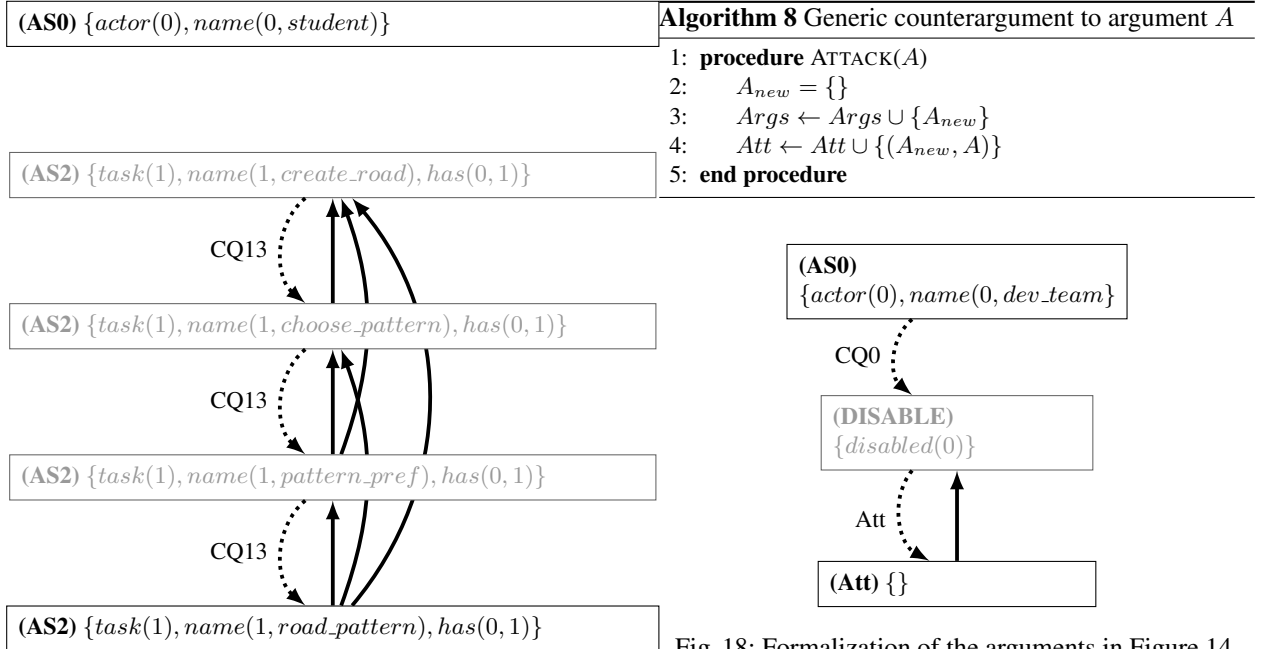 (AS0) {actor(0), name(0, student)}
(AS2) {task(1), name(1, create_road), has(0, 1)}
CQ13
(AS2) {task(1), name(1, choose_pattern), has(0, 1)}
CQ13
(AS2) {task(1), name(1, pattern_pref), has(0, 1)}
CQ13
(AS2) {task(1), name(1, road_pattern), has(0, 1)}
Algorithm 8 Generic counterargument to argument A
1: procedure ATTACK(A)
2: A_new = {}
3: Args ← Args ∪ {A_new}
4: Att ← Att ∪ {(A_new, A)}
5: end procedure
(AS0)
{actor(0), name(0, dev_team}
CQ0
(DISABLE)
{disabled(0)}
Att
(Att) {}
Fig. 18: Formalization of the arguments in Figure 14